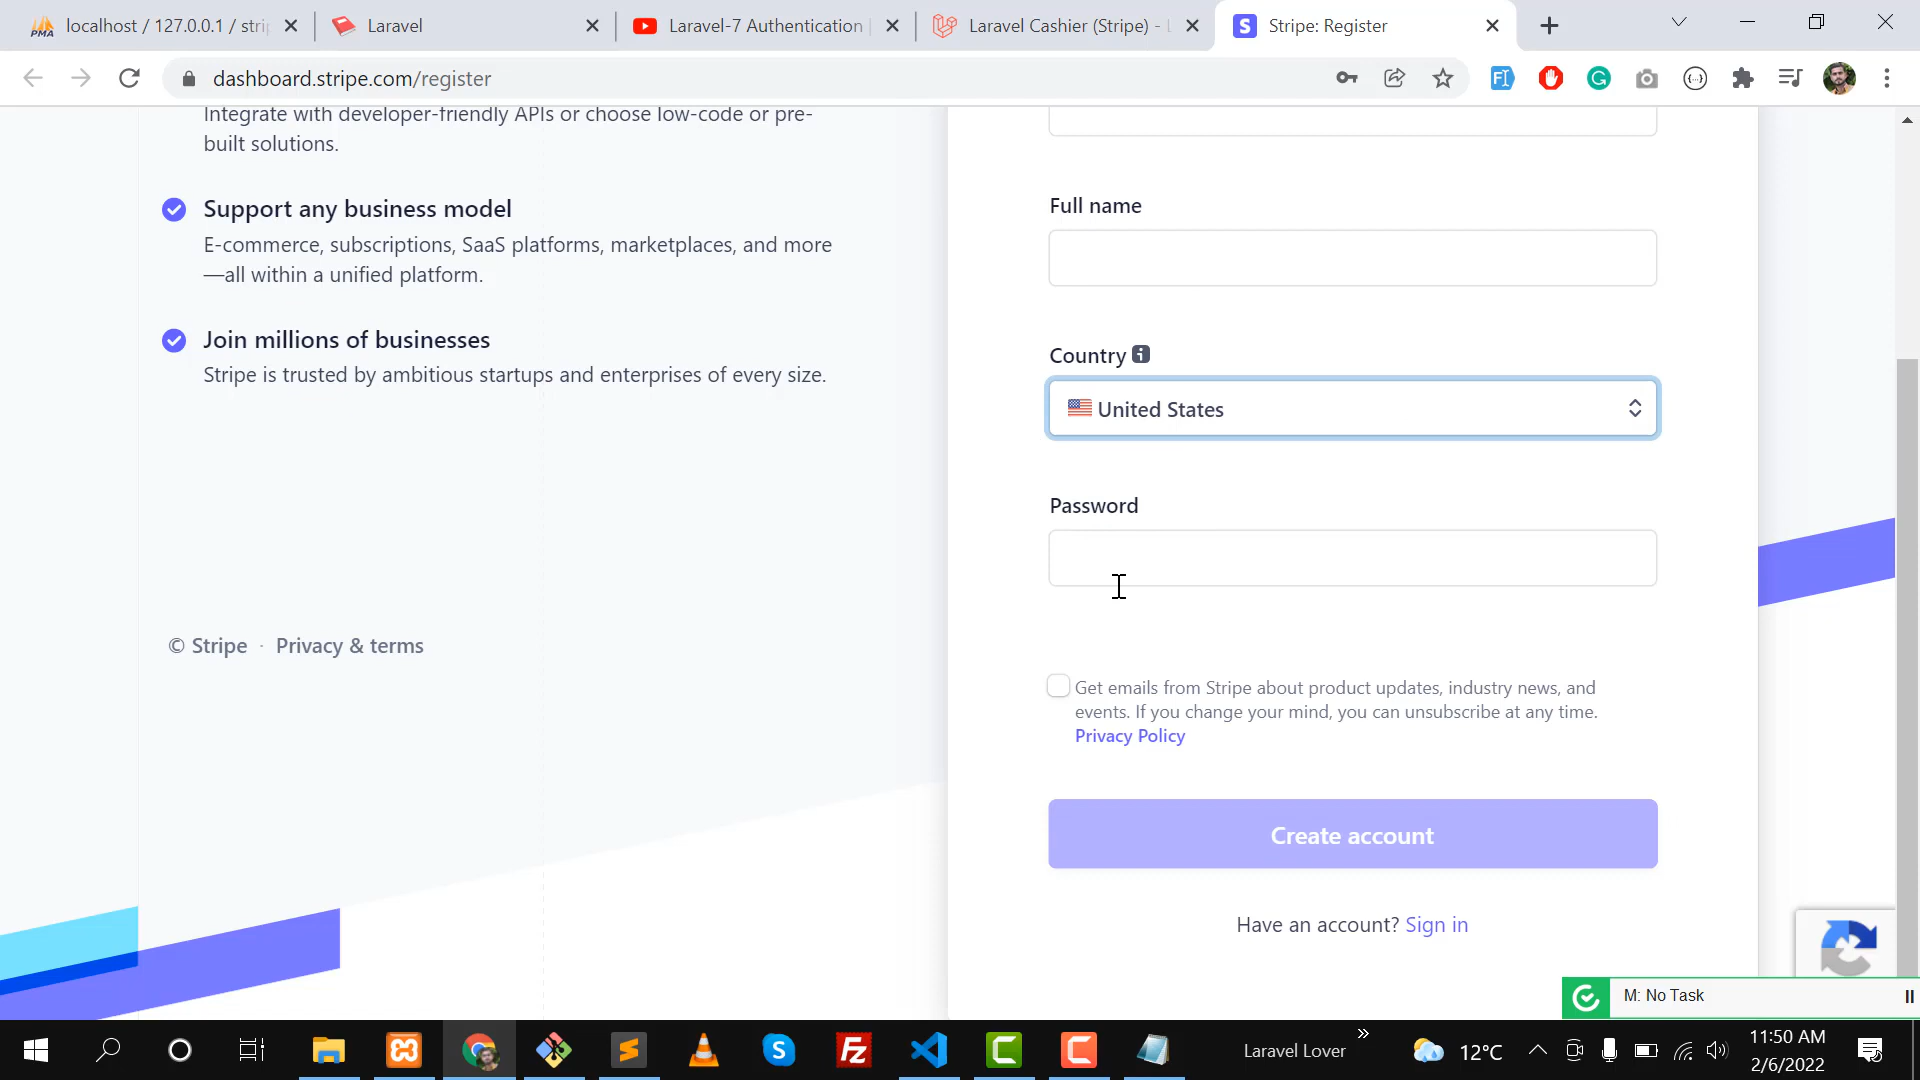 localhost / 127.0.0.1 / stri
Laravel
Laravel-7 Authentication |
Laravel Cashier (Stripe) - L
S
Stripe: Register
dashboard.stripe.com/register
Integrate with developer-friendly APIs or choose low-code or pre-
built solutions.
Support any business model
E-commerce, subscriptions, SaaS platforms, marketplaces, and more
—all within a unified platform.
Join millions of businesses
Stripe is trusted by ambitious startups and enterprises of every size.
© Stripe · Privacy & terms
Full name
Country
United States
Password
Get emails from Stripe about product updates, industry news, and
events. If you change your mind, you can unsubscribe at any time.
Privacy Policy
Create account
Have an account? Sign in
M: No Task
Laravel Lover
12°C
11:50 AM
2/6/2022